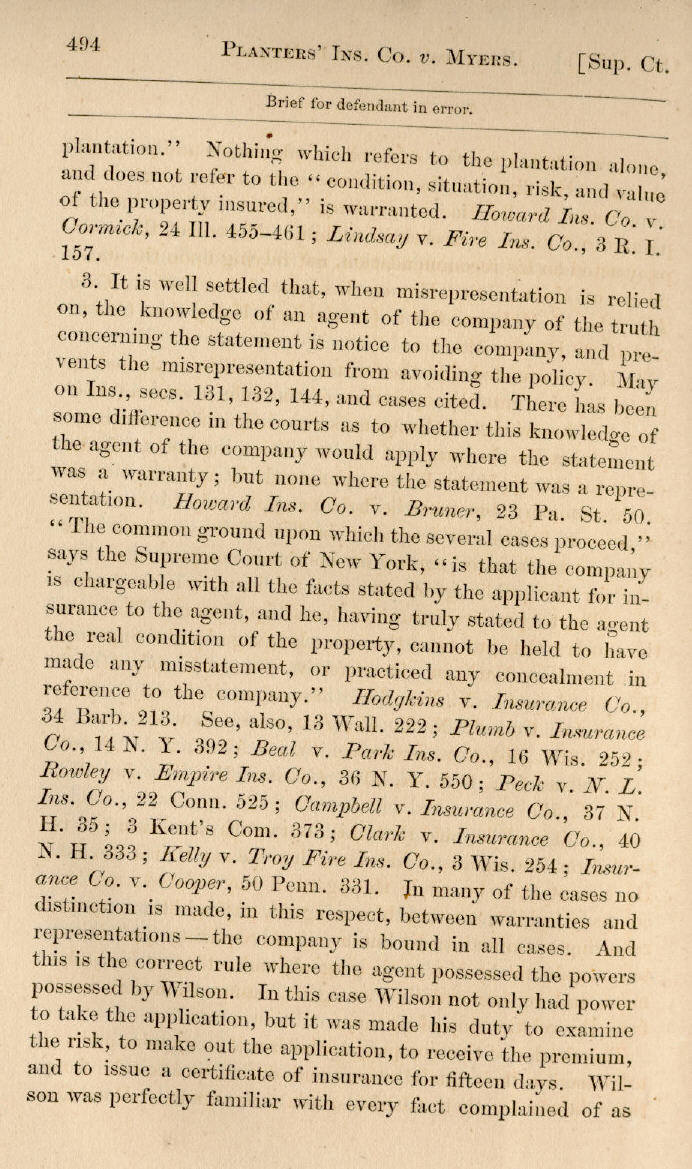 494 PLANTERS' INS. CO. v. MYERS. [Sup. Ct.
Brief for defendant in error.
plantation." Nothing which refers to the plantation alone,
and does not refer to the "condition, situation, risk, and value
of the property insured," is warranted. Howard Ins. Co. v.
Cormick, 24 Ill. 455–461; Lindsay v. Fire Ins. Co., 3 R. I.
157.
3. It is well settled that, when misrepresentation is relied
on, the knowledge of an agent of the company of the truth
concerning the statement is notice to the company, and pre-
vents the misrepresentation from avoiding the policy. May
on Ins., secs. 131, 132, 144, and cases cited. There has been
some difference in the courts as to whether this knowledge of
the agent of the company would apply where the statement
was a warranty; but none where the statement was a repre-
sentation. Howard Ins. Co. v. Bruner, 23 Pa. St. 50.
"The common ground upon which the several cases proceed,"
says the Supreme Court of New York, "is that the company
is chargeable with all the facts stated by the applicant for in-
surance to the agent, and he, having truly stated to the agent
the real condition of the property, cannot be held to have
made any misstatement, or practiced any concealment in
reference to the company." Hodgkins v. Insurance Co.,
34 Barb. 213. See, also, 13 Wall. 222; Plumb v. Insurance
Co., 14 N. Y. 392; Beal v. Park Ins. Co., 16 Wis. 252;
Rowley v. Empire Ins. Co., 36 N. Y. 550; Peck v. N. L.
Ins. Co., 22 Conn. 525; Campbell v. Insurance Co., 37 N.
H. 35; 3 Kent's Com. 373; Clark v. Insurance Co., 40
N. H. 333; Kelly v. Troy Fire Ins. Co., 3 Wis. 254; Insur-
ance Co. v. Cooper, 50 Penn. 331. In many of the cases no
distinction is made, in this respect, between warranties and
representations — the company is bound in all cases. And
this is the correct rule where the agent possessed the powers
possessed by Wilson. In this case Wilson not only had power
to take the application, but it was made his duty to examine
the risk, to make out the application, to receive the premium,
and to issue a certificate of insurance for fifteen days. Wil-
son was perfectly familiar with every fact complained of as